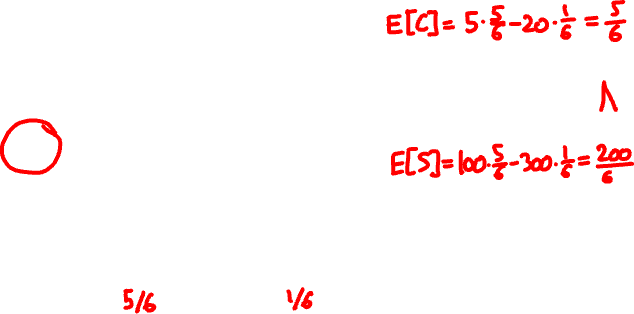 E[C] = 5 · 5/6 - 20 · 1/6 = 5/6
∧
E[S] = 100 · 5/6 - 300 · 1/6 = 200/6
5/6 1/6